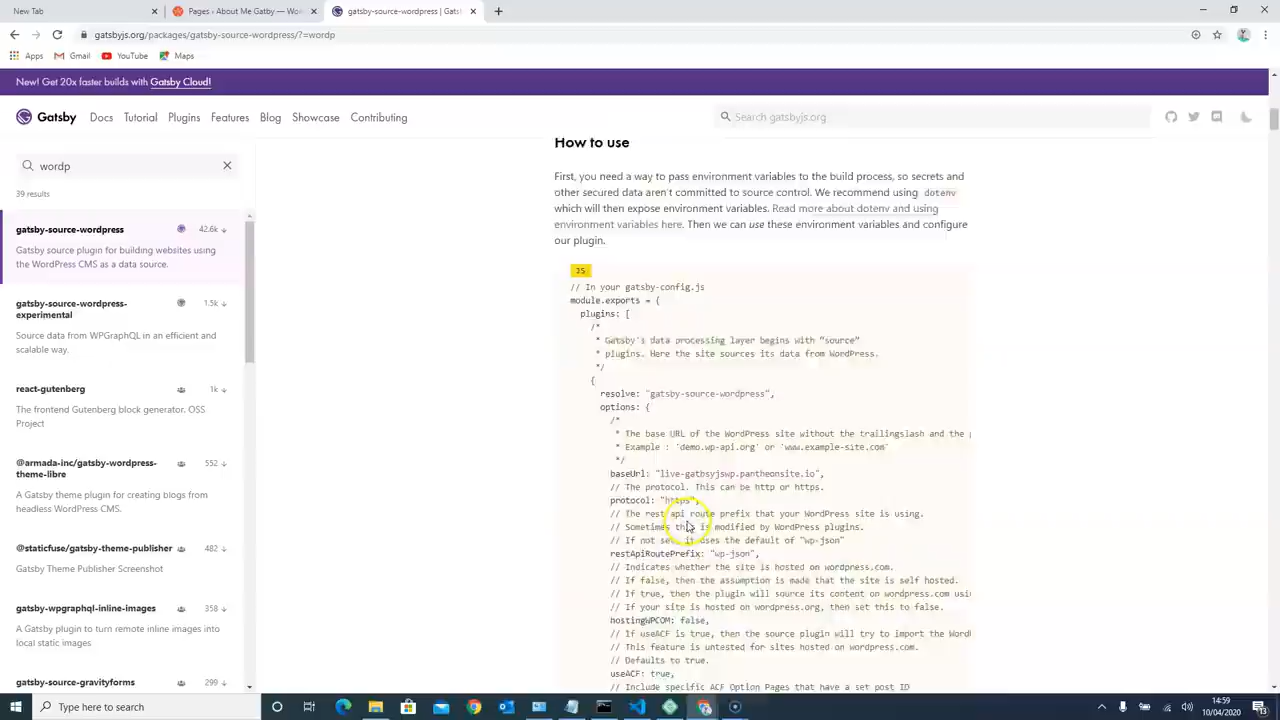 New Tab
Pages ‹ About Me Gatby — Wor
gatsby-source-wordpress | Gats
gatsbyjs.org/packages/gatsby-source-wordpress/?=wordp
Apps
Gmail
YouTube
Maps
New! Get 20x faster builds with Gatsby Cloud!
Gatsby
Docs
Tutorial
Plugins
Features
Blog
Showcase
Contributing
Search gatsbyjs.org
wordp
39 results
gatsby-source-wordpress
42.6k
Gatsby source plugin for building websites using
the WordPress CMS as a data source.
gatsby-source-wordpress-
experimental
1.5k
Source data from WPGraphQL in an efficient and
scalable way.
react-gutenberg
1k
The frontend Gutenberg block generator. OSS
Project
@armada-inc/gatsby-wordpress-
theme-libre
552
A Gatsby theme plugin for creating blogs from
headless WordPress CMS.
@staticfuse/gatsby-theme-publisher
482
Gatsby Theme Publisher Screenshot
gatsby-wpgraphql-inline-images
358
A Gatsby plugin to turn remote inline images into
local static images
gatsby-source-gravityforms
299
How to use
First, you need a way to pass environment variables to the build process, so secrets and
other secured data aren't committed to source control. We recommend using dotenv
which will then expose environment variables. Read more about dotenv and using
environment variables here. Then we can use these environment variables and configure
our plugin.
JS
// In your gatsby-config.js
module.exports = {
plugins: [
/*
* Gatsby's data processing layer begins with “source”
* plugins. Here the site sources its data from WordPress.
*/
{
resolve: "gatsby-source-wordpress",
options: {
/*
* The base URL of the WordPress site without the trailingslash and the p
* Example : 'demo.wp-api.org' or 'www.example-site.com'
*/
baseUrl: "live-gatbsyjswp.pantheonsite.io",
// The protocol. This can be http or https.
protocol: "https",
// The rest api route prefix that your WordPress site is using.
// Sometimes this is modified by WordPress plugins.
// If not set, it uses the default of "wp-json"
restApiRoutePrefix: "wp-json",
// Indicates whether the site is hosted on wordpress.com.
// If false, then the assumption is made that the site is self hosted.
// If true, then the plugin will source its content on wordpress.com usin
// If your site is hosted on wordpress.org, then set this to false.
hostingWPCOM: false,
// If useACF is true, then the source plugin will try to import the Word
// This feature is untested for sites hosted on wordpress.com.
// Defaults to true.
useACF: true,
// Include specific ACF Option Pages that have a set post ID
Type here to search
14:59
10/04/2020